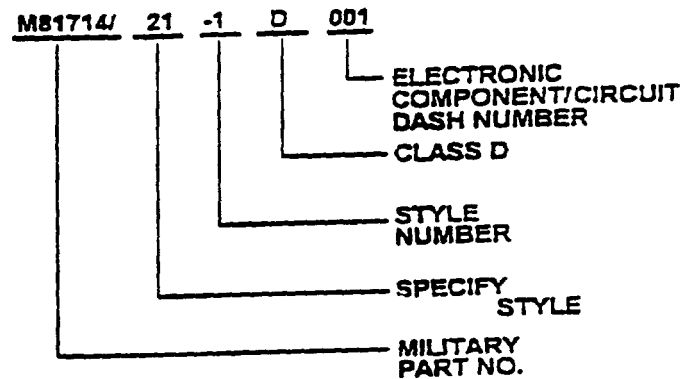 M81714/ 21 -1 D 001
ELECTRONIC
COMPONENT/CIRCUIT
DASH NUMBER
CLASS D
STYLE
NUMBER
SPECIFY
STYLE
MILITARY
PART NO.